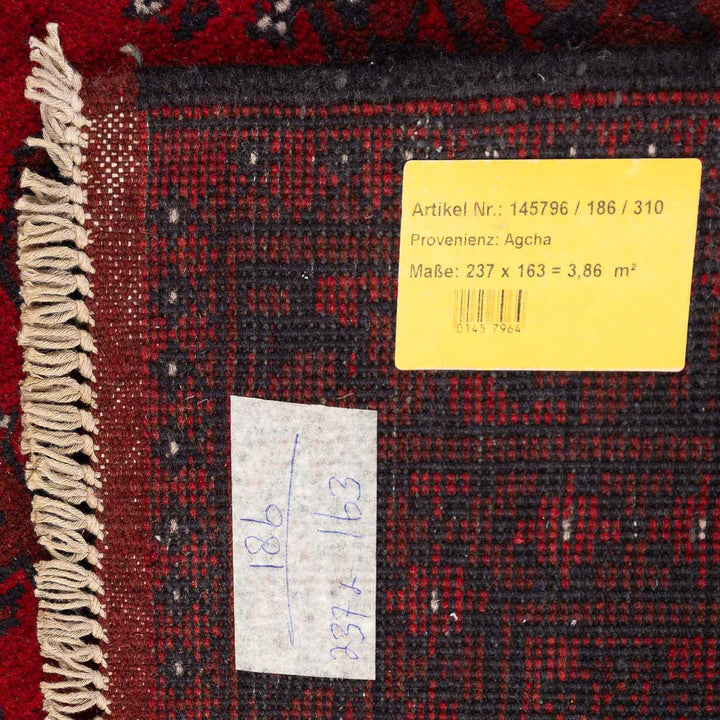 Artikel Nr.: 145796 / 186 / 310
Provenienz: Agcha
Maße: 237 x 163 = 3,86 m²
0145 7964
186
237 x 163